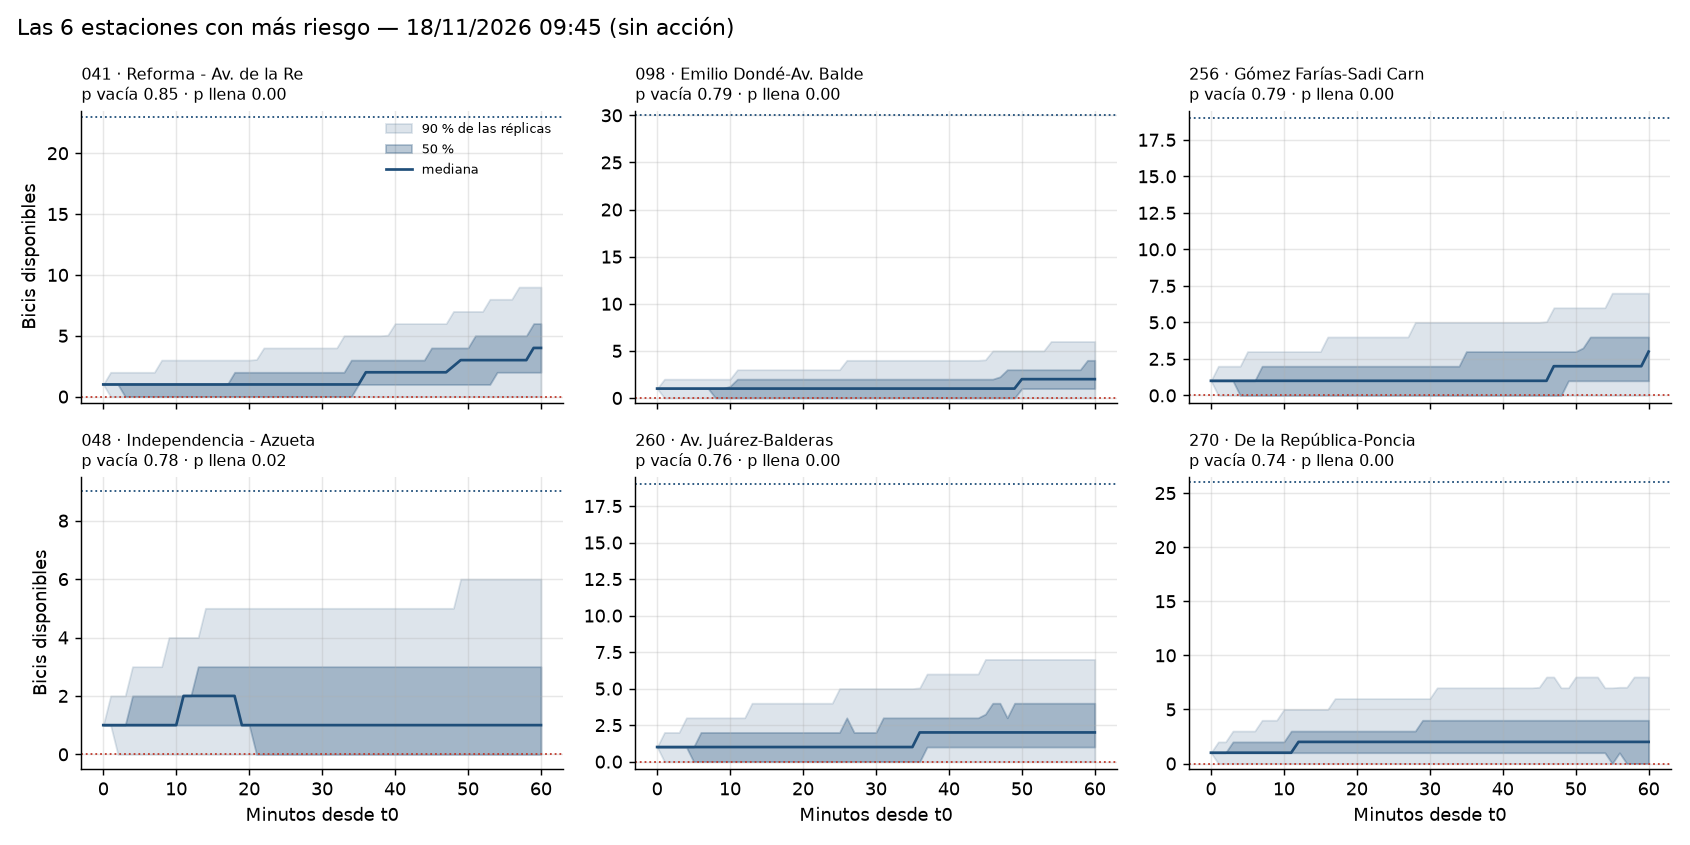 Las 6 estaciones con más riesgo — 18/11/2026 09:45 (sin acción)
041 · Reforma - Av. de la Re
p vacía 0.85 · p llena 0.00
90 % de las réplicas
50 %
mediana
20
15
10
5
0
Bicis disponibles
098 · Emilio Dondé-Av. Balde
p vacía 0.79 · p llena 0.00
30
25
20
15
10
5
0
256 · Gómez Farías-Sadi Carn
p vacía 0.79 · p llena 0.00
17.5
15.0
12.5
10.0
7.5
5.0
2.5
0.0
048 · Independencia - Azueta
p vacía 0.78 · p llena 0.02
8
6
4
2
0
Bicis disponibles
0 10 20 30 40 50 60
Minutos desde t0
260 · Av. Juárez-Balderas
p vacía 0.76 · p llena 0.00
17.5
15.0
12.5
10.0
7.5
5.0
2.5
0.0
0 10 20 30 40 50 60
Minutos desde t0
270 · De la República-Poncia
p vacía 0.74 · p llena 0.00
25
20
15
10
5
0
0 10 20 30 40 50 60
Minutos desde t0